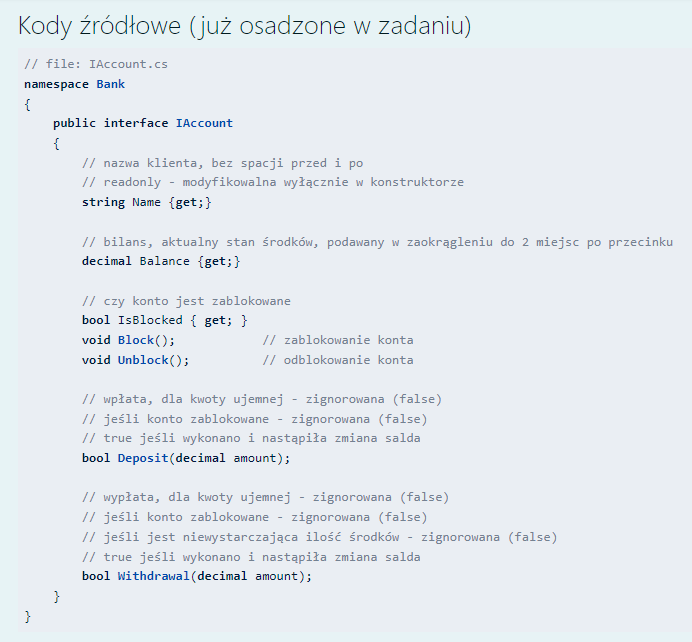 Kody źródłowe (już osadzone w zadaniu)
// file: IAccount.cs
namespace Bank
{
    public interface IAccount
    {
        // nazwa klienta, bez spacji przed i po
        // readonly - modyfikowalna wyłącznie w konstruktorze
        string Name {get;}

        // bilans, aktualny stan środków, podawany w zaokrągleniu do 2 miejsc po przecinku
        decimal Balance {get;}

        // czy konto jest zablokowane
        bool IsBlocked { get; }
        void Block();            // zablokowanie konta
        void Unblock();          // odblokowanie konta

        // wpłata, dla kwoty ujemnej - zignorowana (false)
        // jeśli konto zablokowane - zignorowana (false)
        // true jeśli wykonano i nastąpiła zmiana salda
        bool Deposit(decimal amount);

        // wypłata, dla kwoty ujemnej - zignorowana (false)
        // jeśli konto zablokowane - zignorowana (false)
        // jeśli jest niewystarczająca ilość środków - zignorowana (false)
        // true jeśli wykonano i nastąpiła zmiana salda
        bool Withdrawal(decimal amount);
    }
}